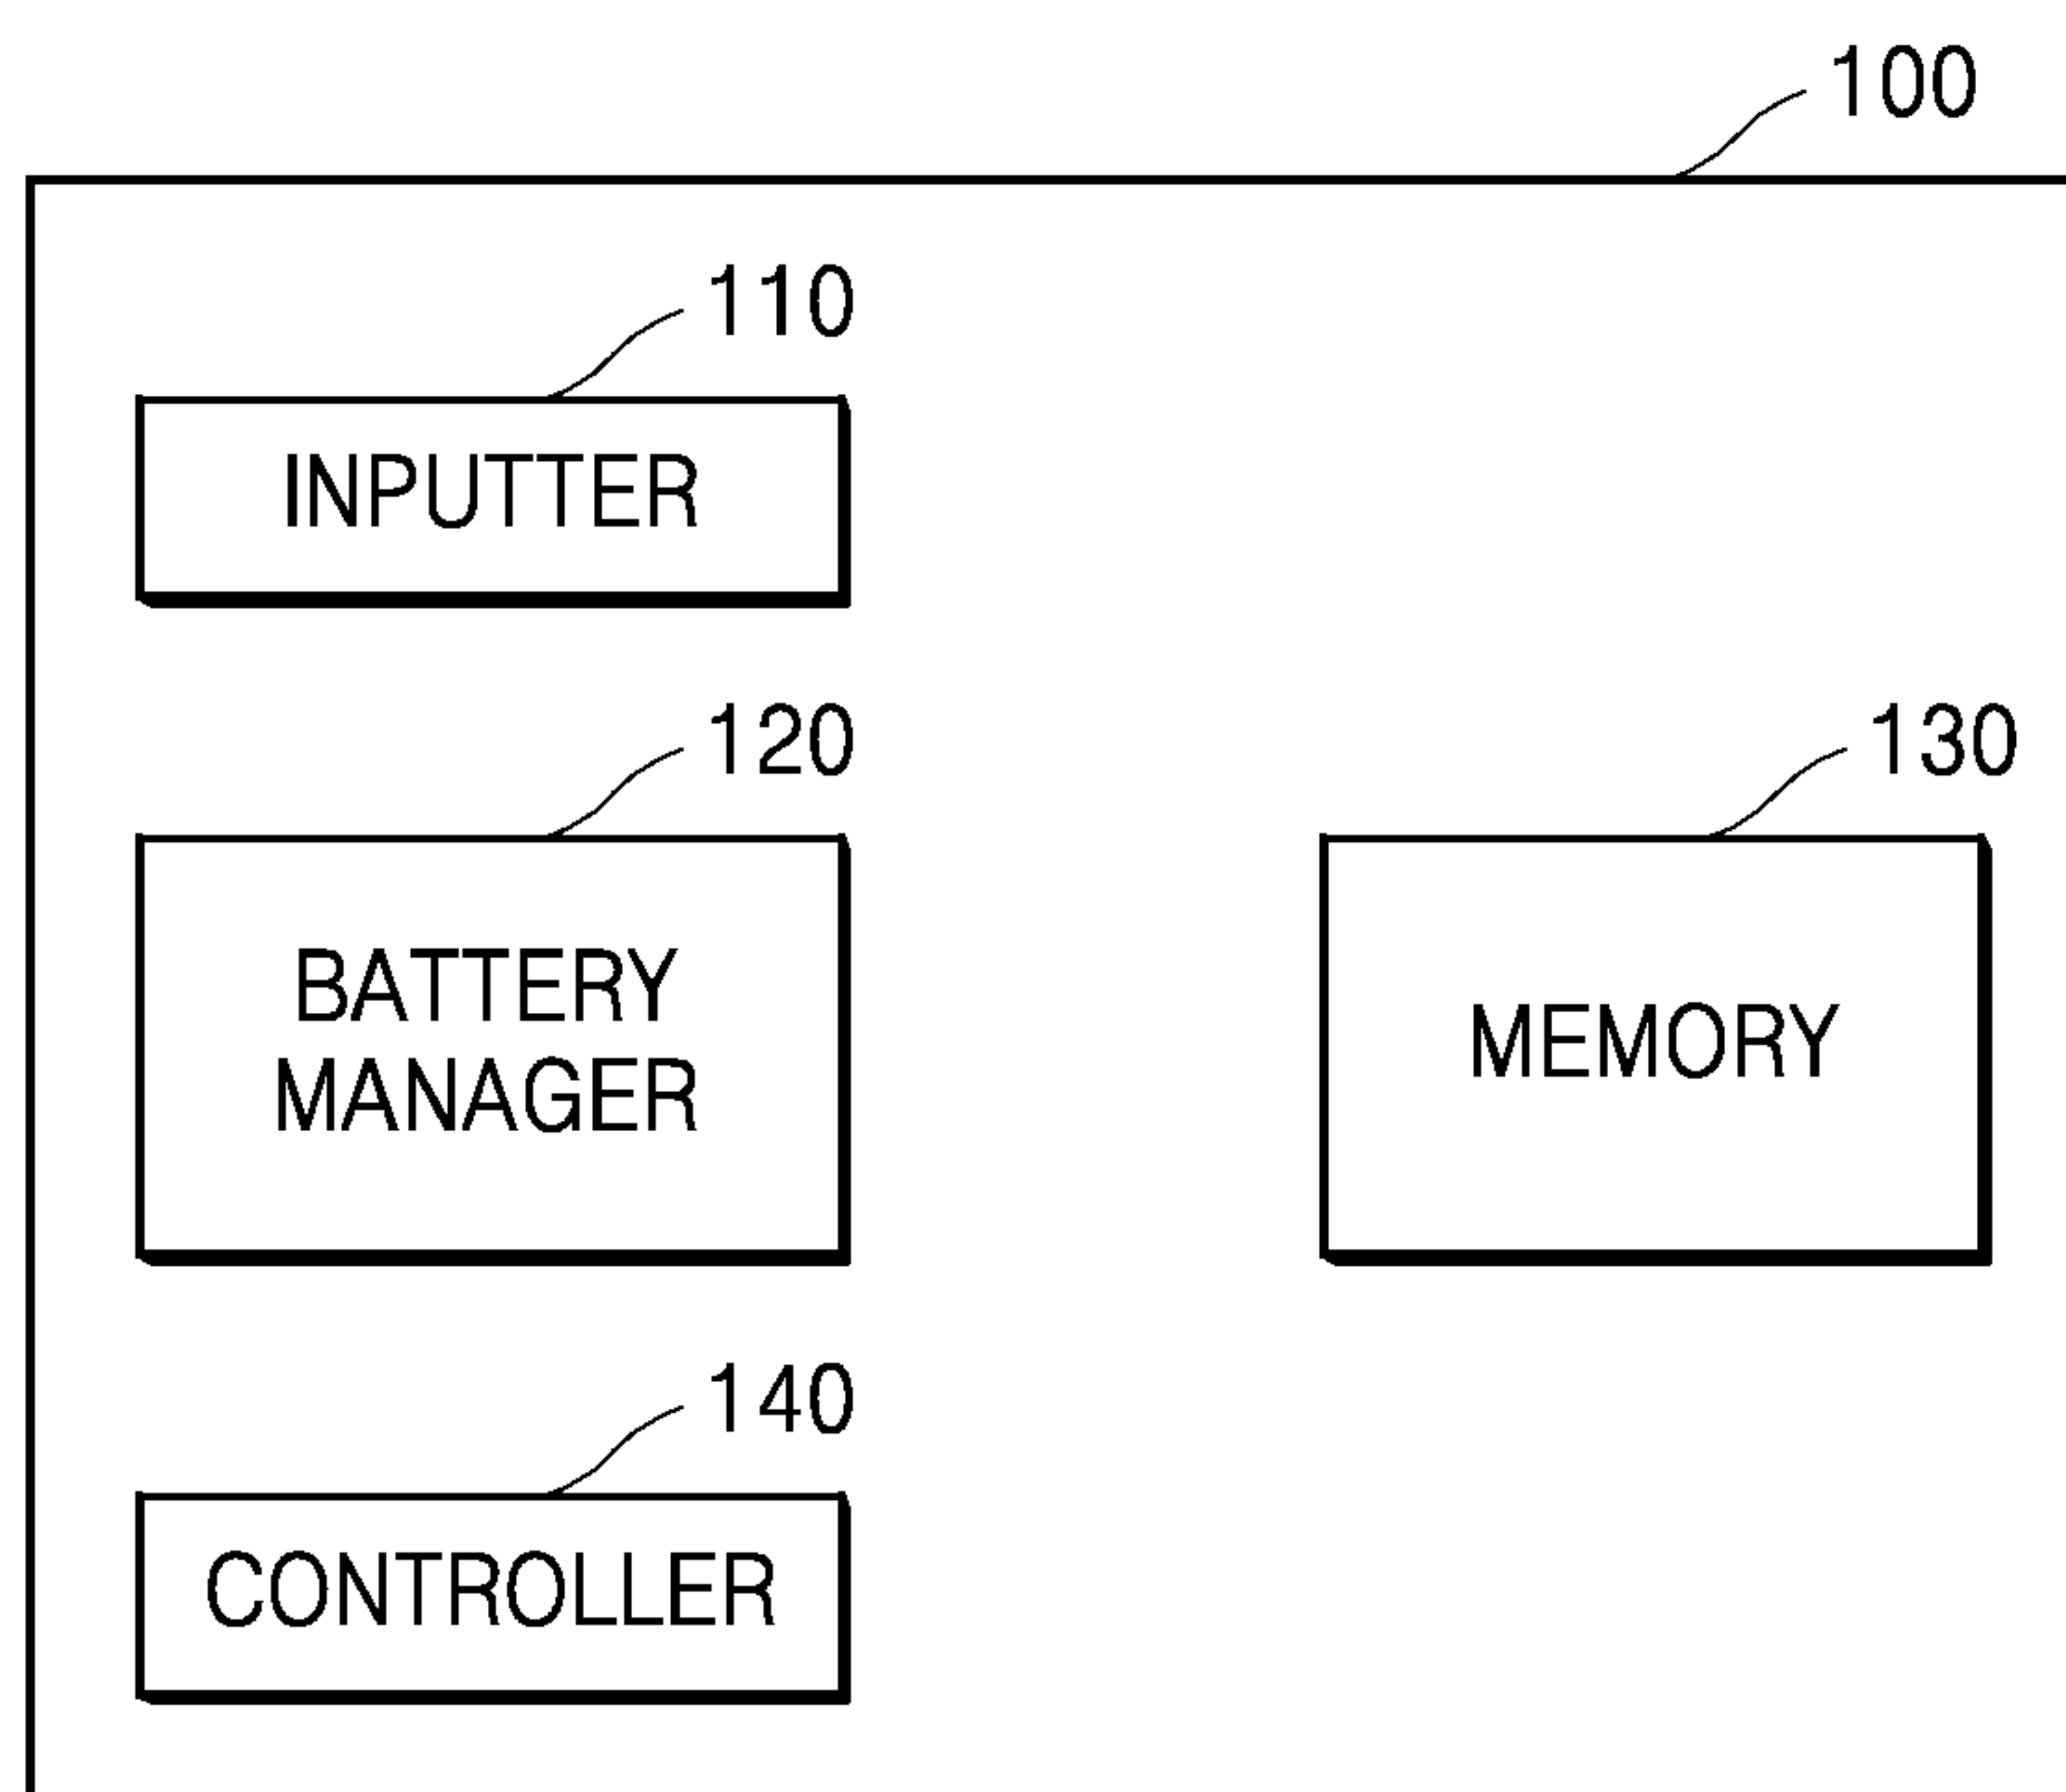 100
110
INPUTTER
120
BATTERY
MANAGER
130
MEMORY
140
CONTROLLER